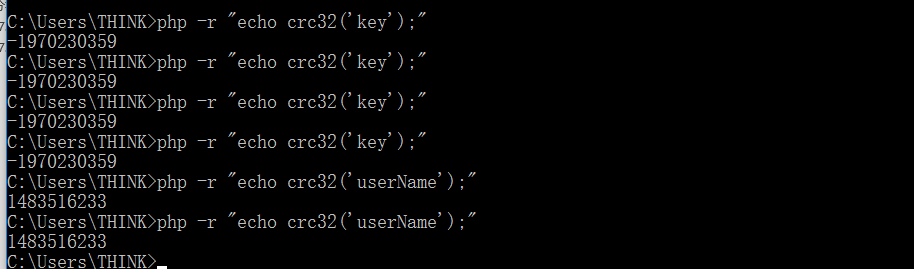 C:\Users\THINK>php -r "echo crc32('key');"
-1970230359
C:\Users\THINK>php -r "echo crc32('key');"
-1970230359
C:\Users\THINK>php -r "echo crc32('key');"
-1970230359
C:\Users\THINK>php -r "echo crc32('key');"
-1970230359
C:\Users\THINK>php -r "echo crc32('userName');"
1483516233
C:\Users\THINK>php -r "echo crc32('userName');"
1483516233
C:\Users\THINK>